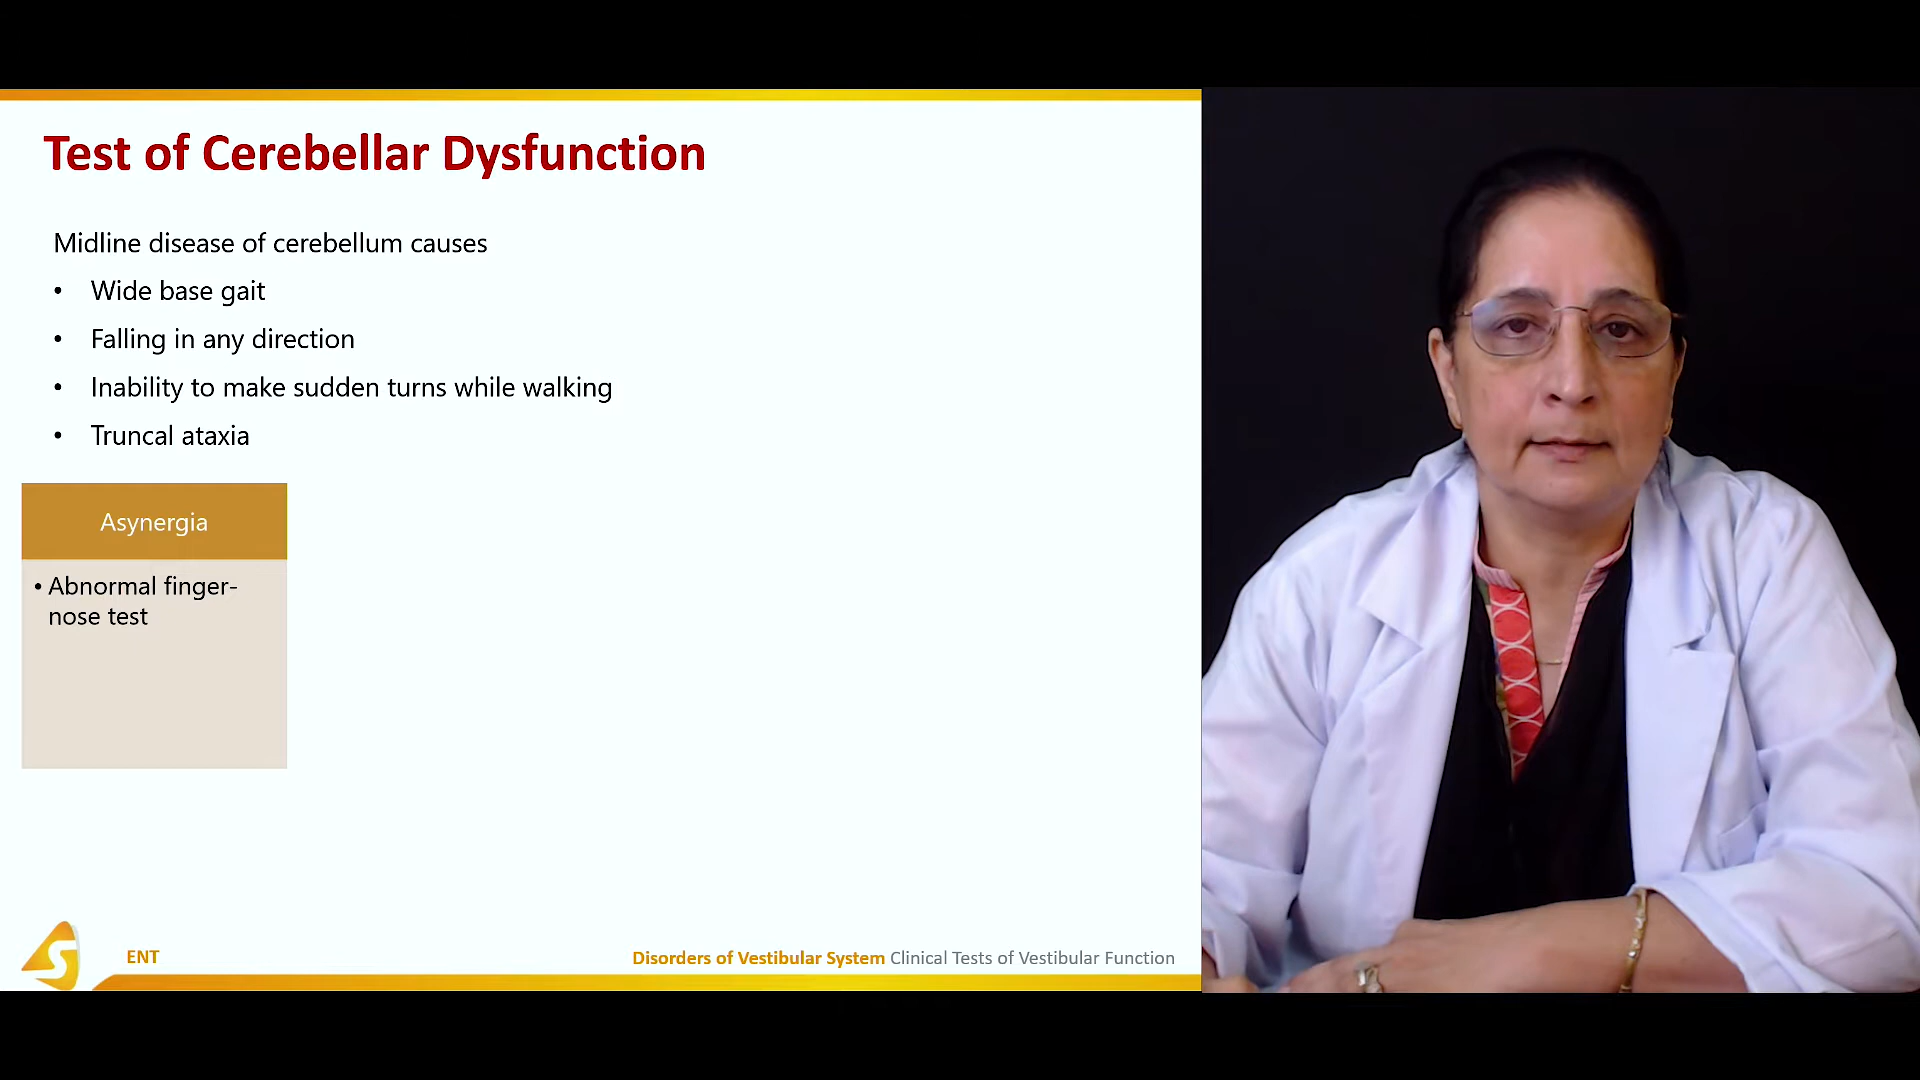 Test of Cerebellar Dysfunction
Midline disease of cerebellum causes
• Wide base gait
• Falling in any direction
• Inability to make sudden turns while walking
• Truncal ataxia
Asynergia
• Abnormal finger-
nose test
S
ENT
Disorders of Vestibular System Clinical Tests of Vestibular Function